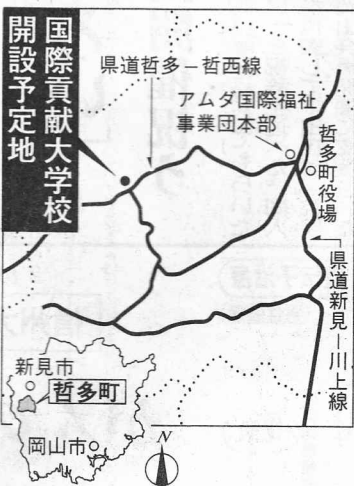 国際貢献大学校
開設予定地
県道哲多－哲西線
アムダ国際福祉
事業団本部
哲多町役場
県道新見－川上線
新見市
哲多町
岡山市
N